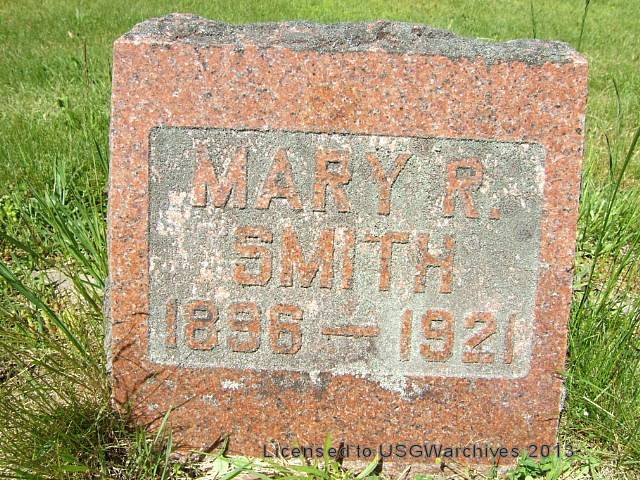 MARY R.
SMITH
1896 — 1921
Licensed to USGWarchives 2013